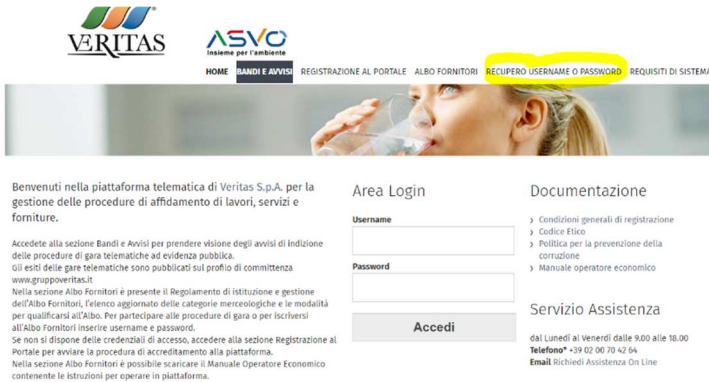 VERITAS
ASVO
Insieme per l'ambiente
HOME BANDI E AVVISI REGISTRAZIONE AL PORTALE ALBO FORNITORI RECUPERO USERNAME O PASSWORD REQUISITI DI SISTEMA
Benvenuti nella piattaforma telematica di Veritas S.p.A. per la
gestione delle procedure di affidamento di lavori, servizi e
forniture.
Accedete alla sezione Bandi e Avvisi per prendere visione degli avvisi di indizione
delle procedure di gara telematiche ad evidenza pubblica.
Gli esiti delle gare telematiche sono pubblicati sul profilo di committenza
www.gruppoveritas.it
Nella sezione Albo Fornitori è presente il Regolamento di istituzione e gestione
dell'Albo Fornitori, l'elenco aggiornato delle categorie merceologiche e le modalità
per qualificarsi all'Albo. Per partecipare alle procedure di gara o per iscriversi
all'Albo Fornitori inserire username e password.
Se non si dispone delle credenziali di accesso, accedere alla sezione Registrazione al
Portale per avviare la procedura di accreditamento alla piattaforma.
Nella sezione Albo Fornitori è possibile scaricare il Manuale Operatore Economico
contenente le istruzioni per operare in piattaforma.
Area Login
Username
Password
Accedi
Documentazione
Condizioni generali di registrazione
Codice Etico
Politica per la prevenzione della
corruzione
Manuale operatore economico
Servizio Assistenza
dal Lunedì al Venerdì dalle 9.00 alle 18.00
Telefono* +39 02 00 70 42 64
Email Richiedi Assistenza On Line